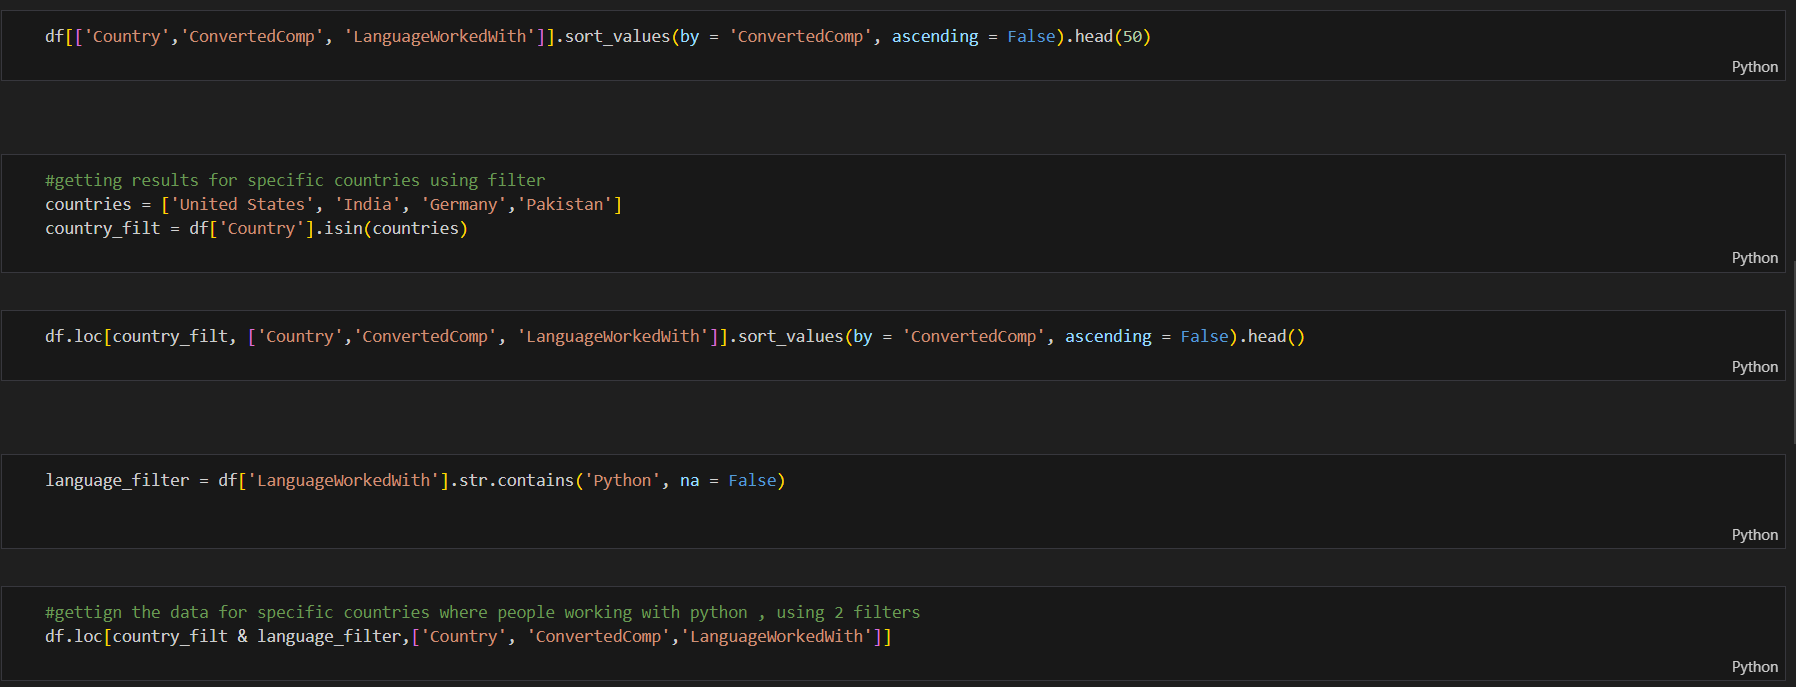 df[['Country','ConvertedComp', 'LanguageWorkedWith']].sort_values(by = 'ConvertedComp', ascending = False).head(50)
Python
#getting results for specific countries using filter
countries = ['United States', 'India', 'Germany','Pakistan']
country_filt = df['Country'].isin(countries)
Python
df.loc[country_filt, ['Country','ConvertedComp', 'LanguageWorkedWith']].sort_values(by = 'ConvertedComp', ascending = False).head()
Python
language_filter = df['LanguageWorkedWith'].str.contains('Python', na = False)
Python
#gettign the data for specific countries where people working with python , using 2 filters
df.loc[country_filt & language_filter,['Country', 'ConvertedComp','LanguageWorkedWith']]
Python